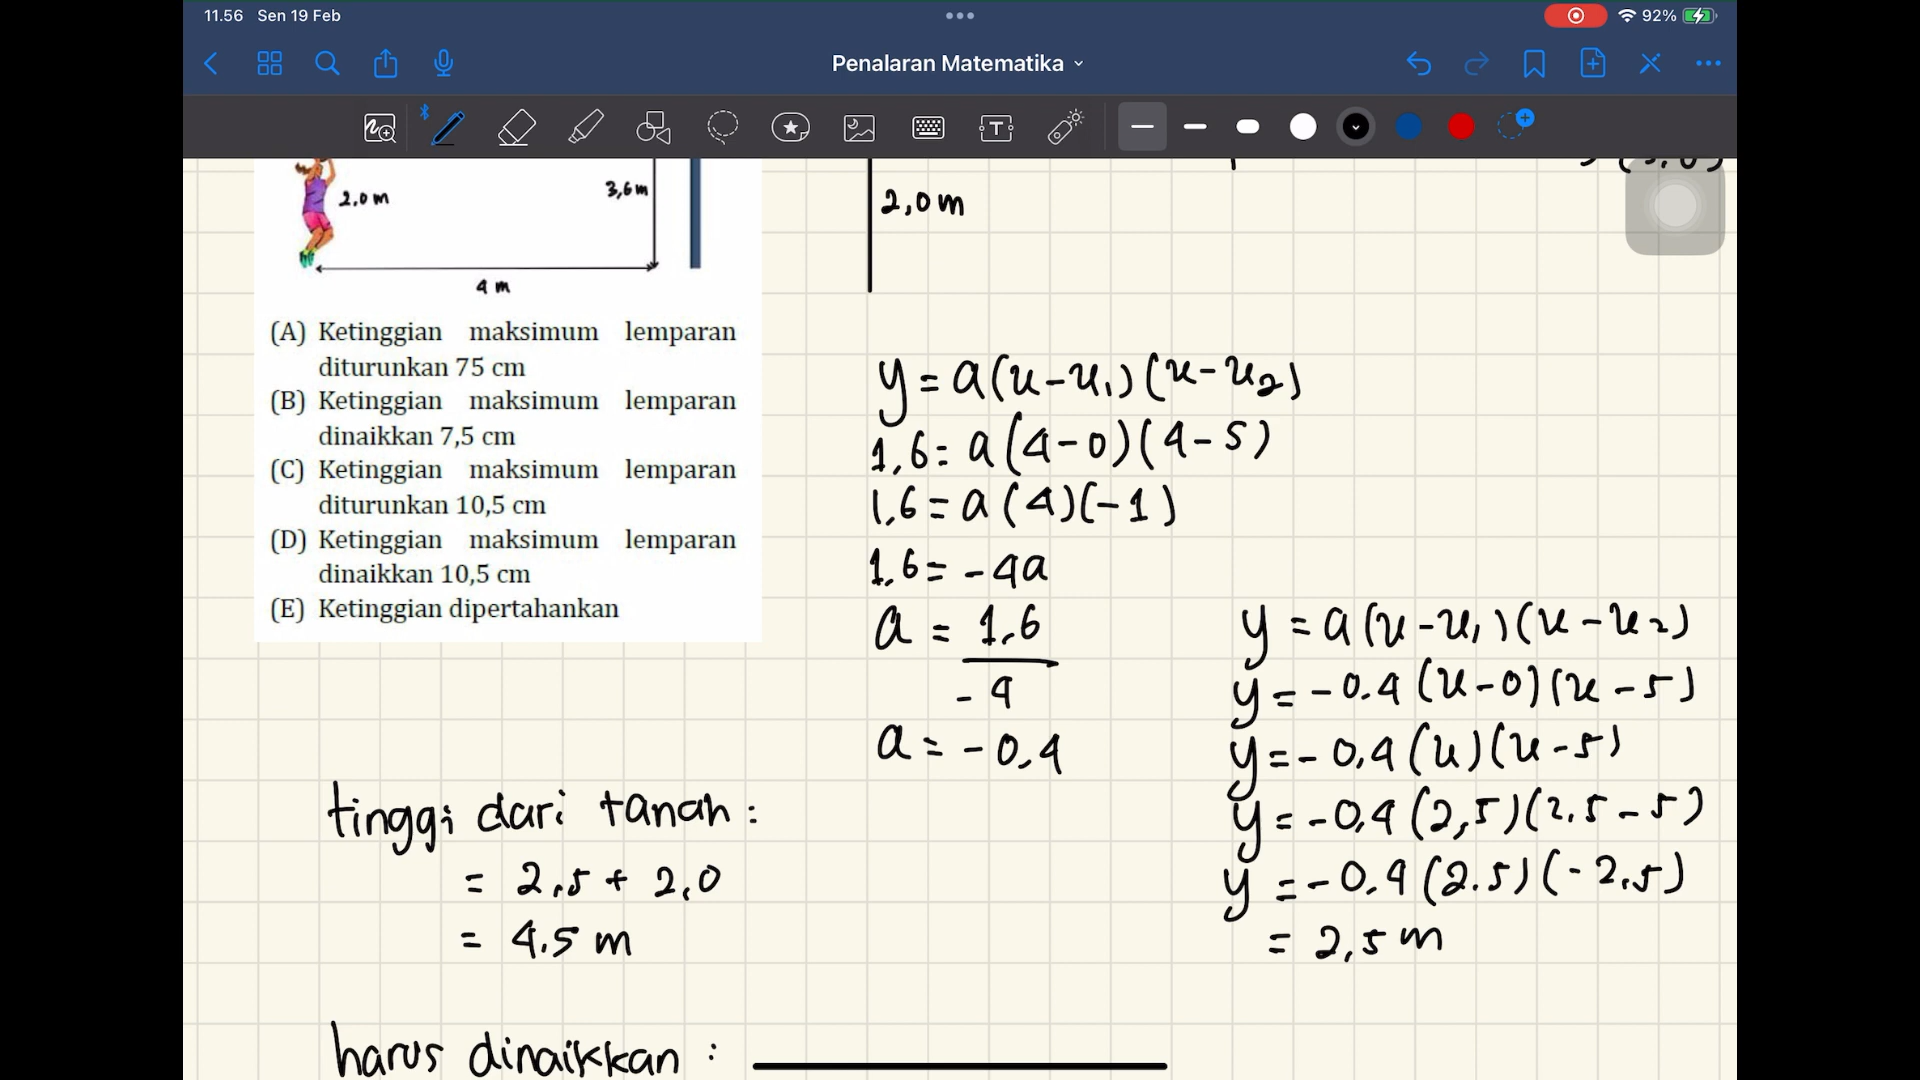 11.56 Sen 19 Feb
92%
Penalaran Matematika
2,0 m
3,6 m
4 m
(A) Ketinggian maksimum lemparan
diturunkan 75 cm
(B) Ketinggian maksimum lemparan
dinaikkan 7,5 cm
(C) Ketinggian maksimum lemparan
diturunkan 10,5 cm
(D) Ketinggian maksimum lemparan
dinaikkan 10,5 cm
(E) Ketinggian dipertahankan
2,0 m
y = a(x-x₁)(x-x₂)
1,6 = a(4-0)(4-5)
1,6 = a(4)(-1)
1,6 = -4a
a = 1,6
-4
a = -0,4
y = a(x-x₁)(x-x₂)
y = -0.4(x-0)(x-5)
y = -0,4(x)(x-5)
y = -0,4(2,5)(2,5-5)
y = -0.4(2.5)(-2,5)
= 2,5 m
tinggi dari tanah :
= 2,5 + 2,0
= 4,5 m
harus dinaikkan :